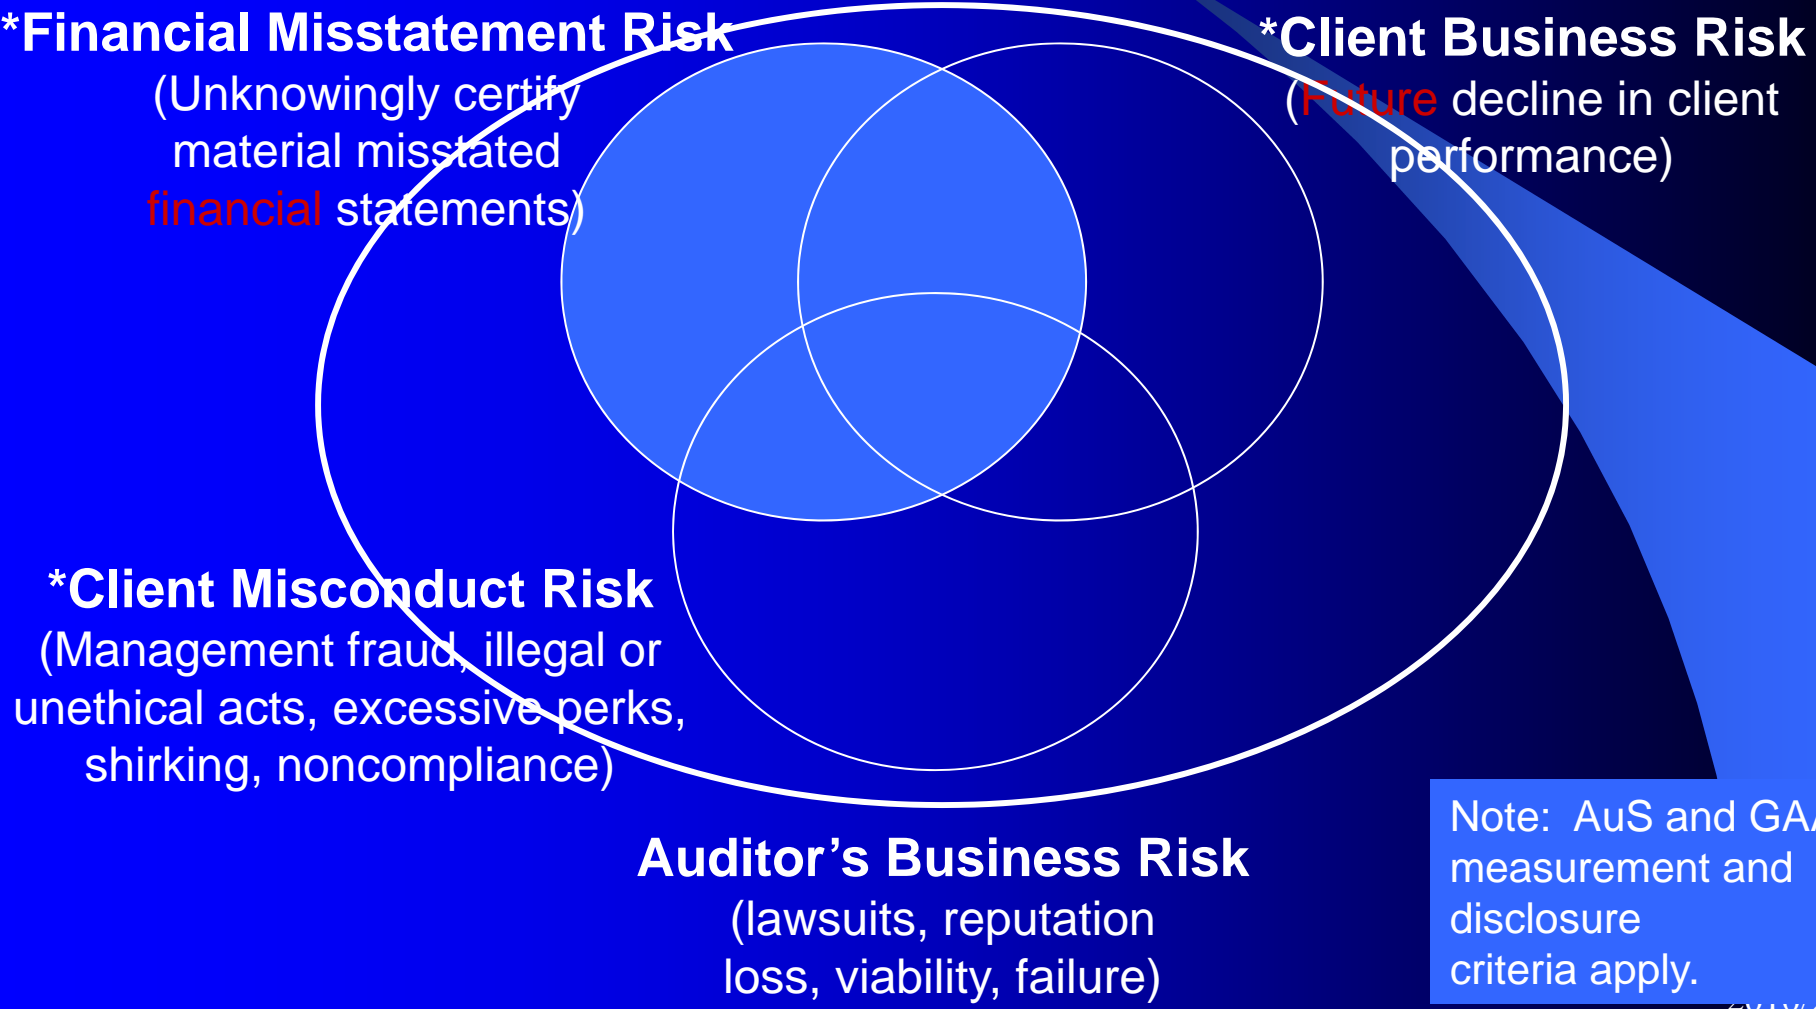 *Financial Misstatement Risk
(Unknowingly certify
material misstated
financial statements)
*Client Business Risk
(Future decline in client
performance)
*Client Misconduct Risk
(Management fraud, illegal or
unethical acts, excessive perks,
shirking, noncompliance)
Auditor’s Business Risk
(lawsuits, reputation
loss, viability, failure)
Note:  AuS and
measurement and
disclosure
criteria apply.